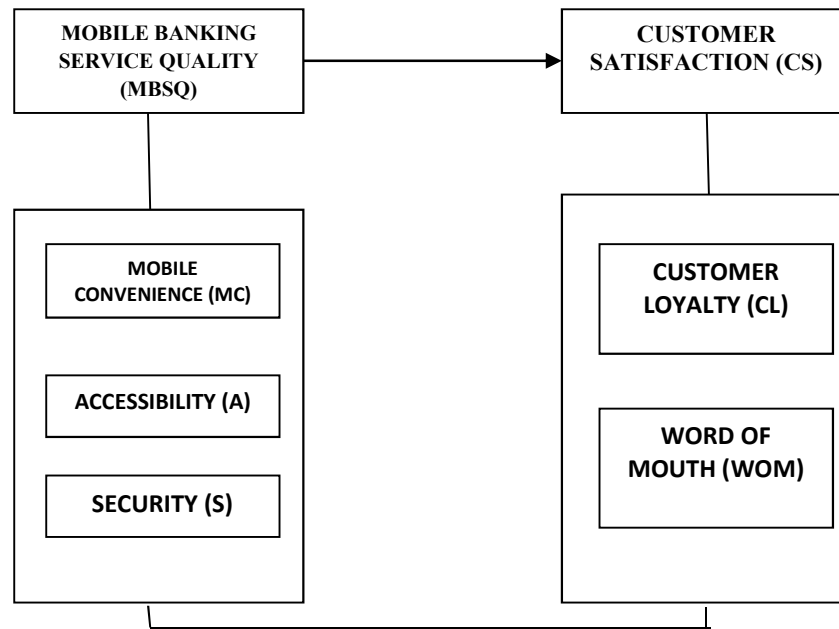 MOBILE BANKING
SERVICE QUALITY
(MBSQ)
CUSTOMER
SATISFACTION (CS)
MOBILE
CONVENIENCE (MC)
ACCESSIBILITY (A)
SECURITY (S)
CUSTOMER
LOYALTY (CL)
WORD OF
MOUTH (WOM)